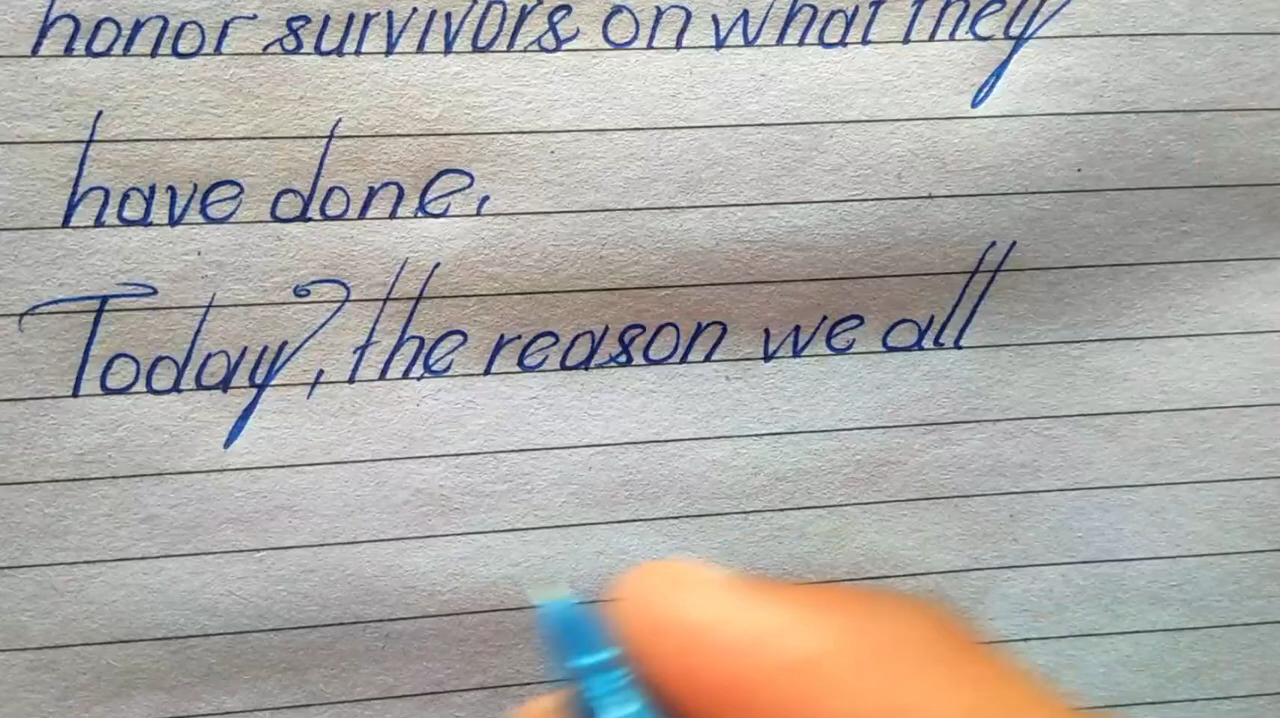 honor survivors on what they
have done.
Today, the reason we all